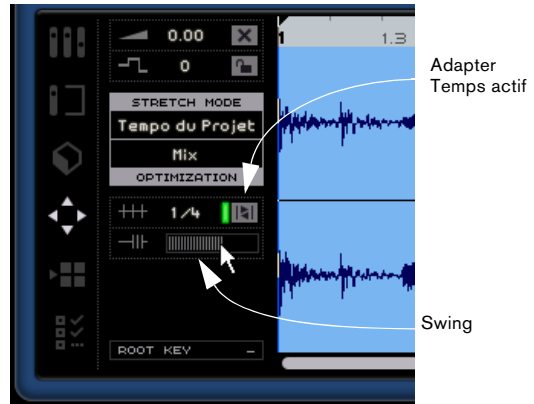 0.00
1
1.3
0
Adapter
Temps actif
STRETCH MODE
Tempo du Projet
Mix
OPTIMIZATION
1/4
Swing
ROOT KEY -